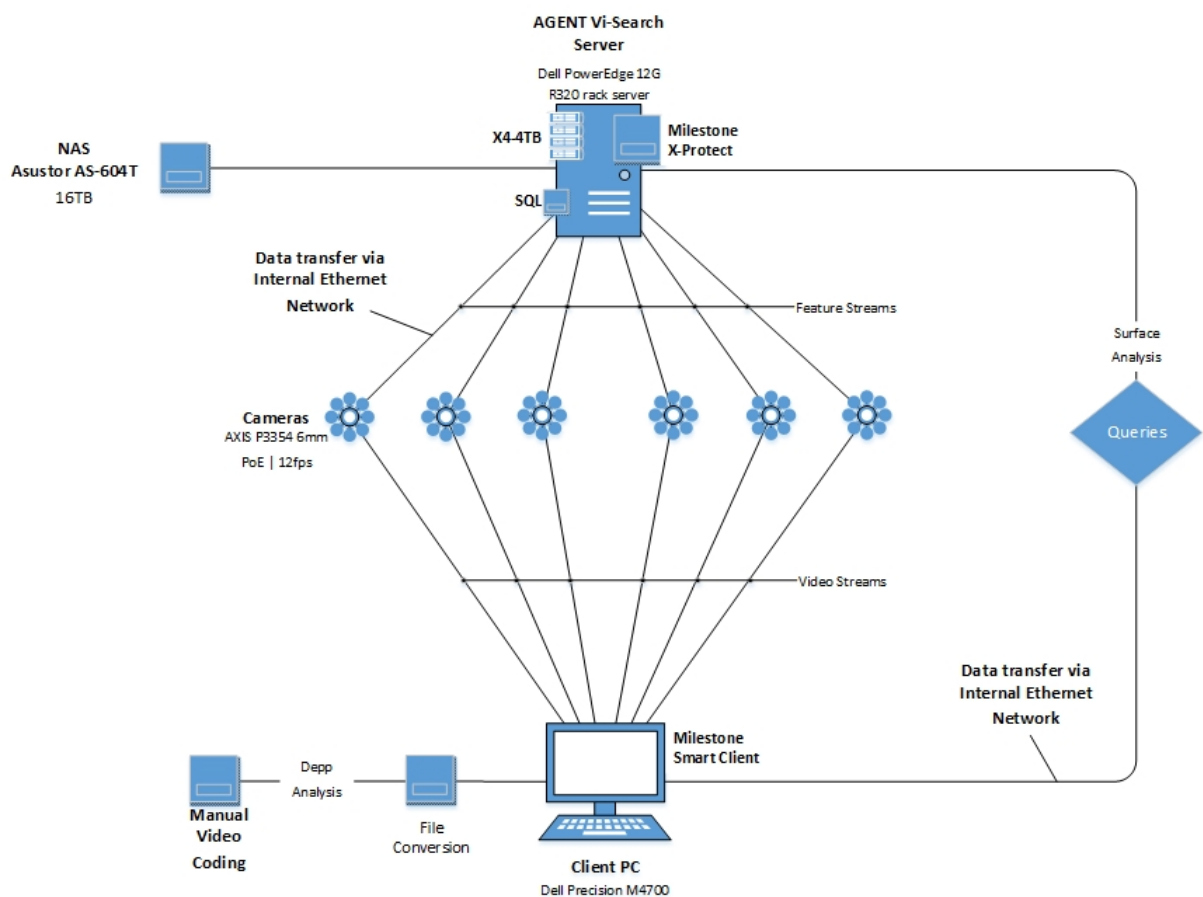 AGENT Vi-Search
Server
Dell PowerEdge 12G
R320 rack server
NAS
Asustor AS-604T
16TB
X4-4TB
Milestone
X-Protect
SQL
Data transfer via
Internal Ethernet
Network
Feature Streams
Surface
Analysis
Cameras
AXIS P3354 6mm
PoE | 12fps
Queries
Video Streams
Data transfer via
Internal Ethernet
Network
Milestone
Smart Client
Depp
Analysis
Manual
Video
Coding
File
Conversion
Client PC
Dell Precision M4700